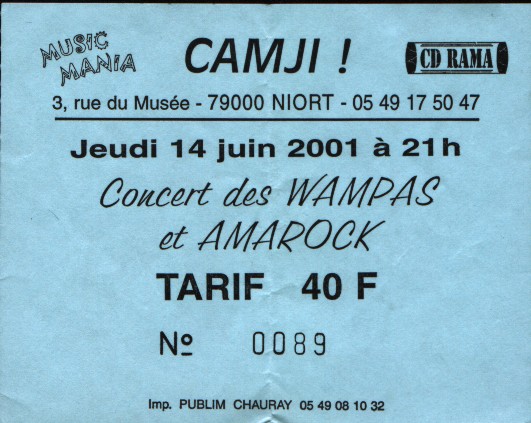 MUSIC MANIA
CAMJI !
CD RAMA
3, rue du Musée - 79000 NIORT - 05 49 17 50 47
Jeudi 14 juin 2001 à 21h
Concert des WAMPAS
et AMAROCK
TARIF 40 F
Nº 0089
Imp. PUBLIM CHAURAY 05 49 08 10 32